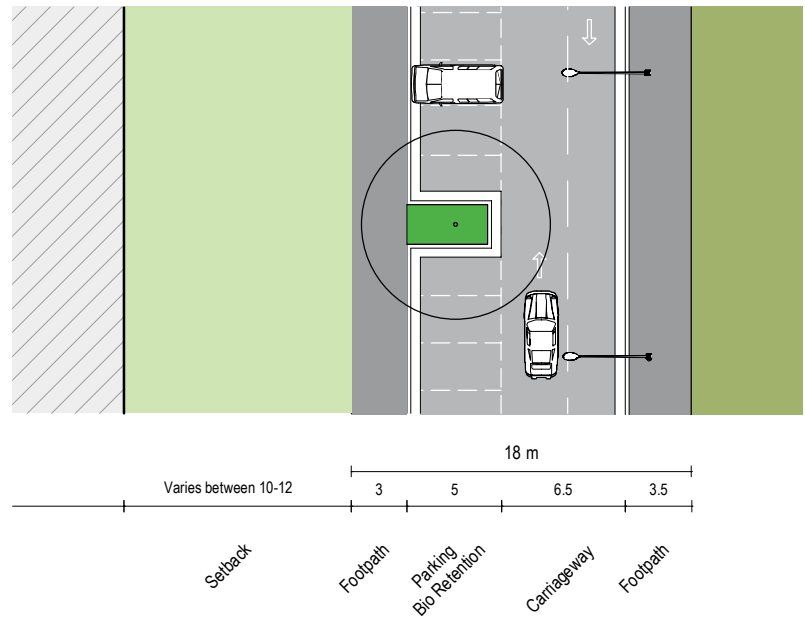 18 m
Varies between 10-12
3
5
6.5
3.5
Setback
Footpath
Parking
Bio Retention
Carriageway
Footpath